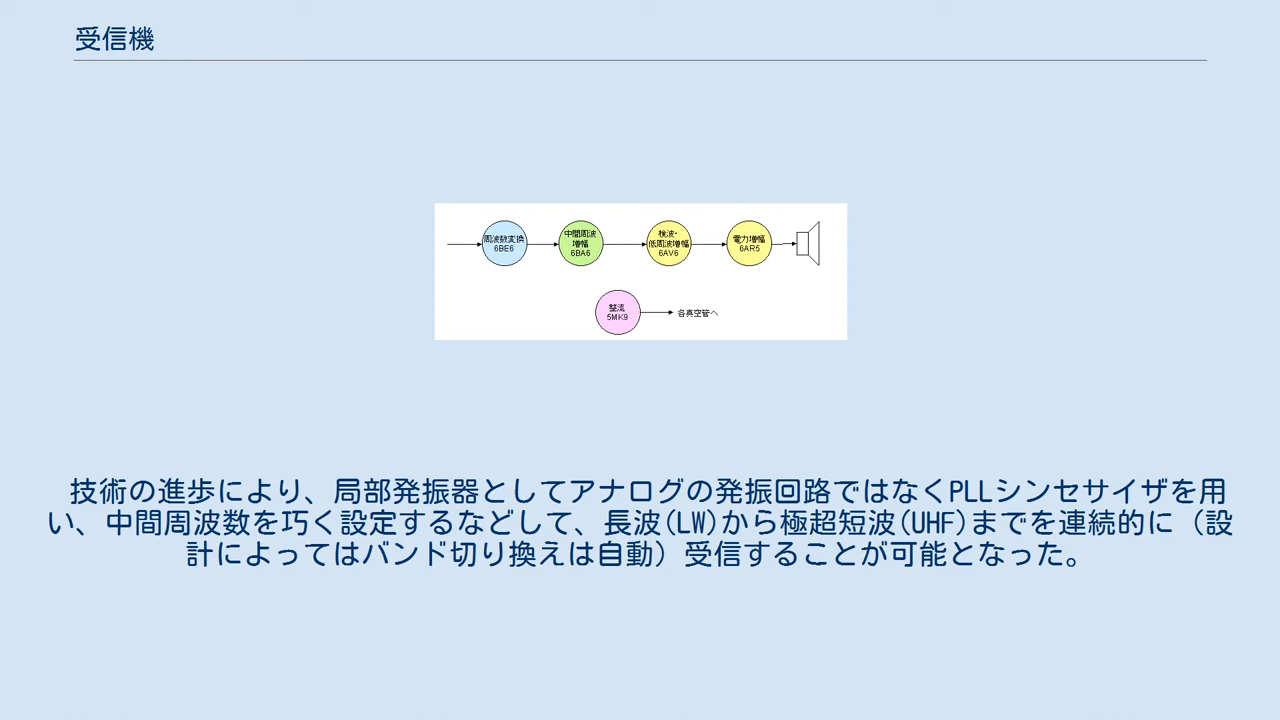 受信機
周波数変換
6BE6
中間周波
増幅
6BA6
検波・
低周波増幅
6AV6
電力増幅
6AR5
整流
5MK9
各真空管へ
技術の進歩により、局部発振器としてアナログの発振回路ではなくPLLシンセサイザを用
い、中間周波数を巧く設定するなどして、長波(LW)から極超短波(UHF)までを連続的に（設
計によってはバンド切り換えは自動）受信することが可能となった。